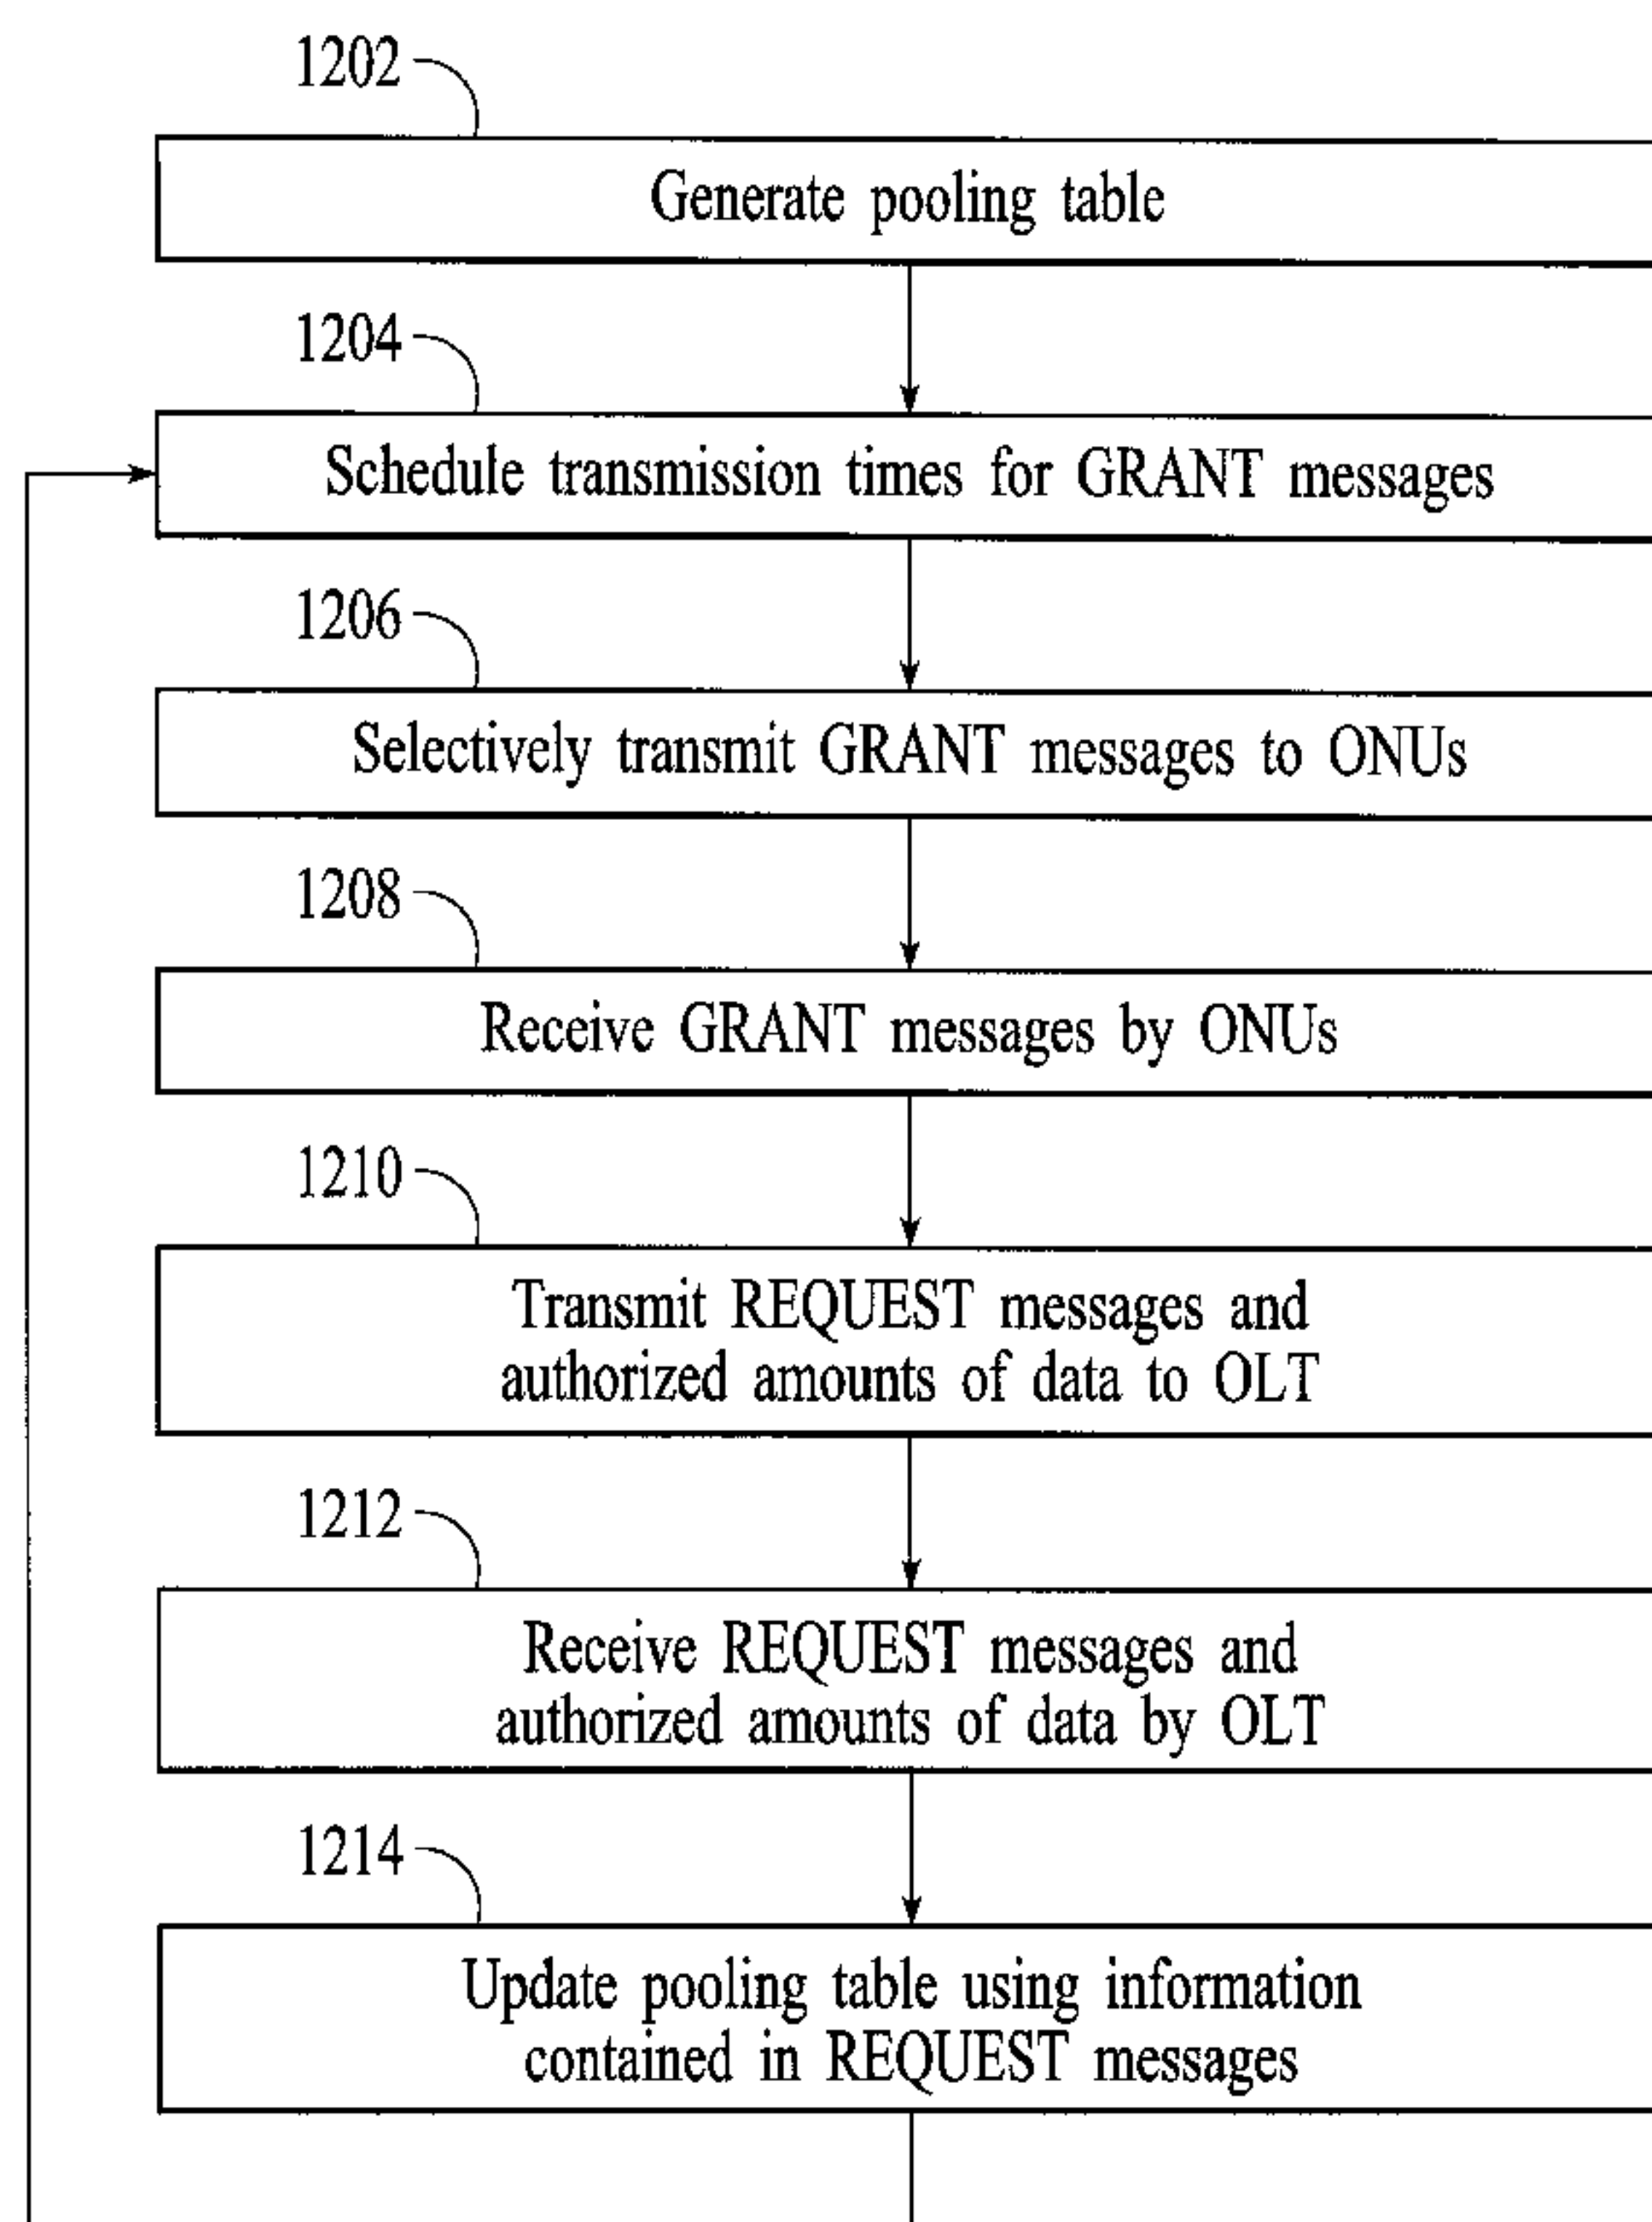 1202
Generate pooling table
1204
Schedule transmission times for GRANT messages
1206
Selectively transmit GRANT messages to ONUs
1208
Receive GRANT messages by ONUs
1210
Transmit REQUEST messages and
authorized amounts of data to OLT
1212
Receive REQUEST messages and
authorized amounts of data by OLT
1214
Update pooling table using information
contained in REQUEST messages